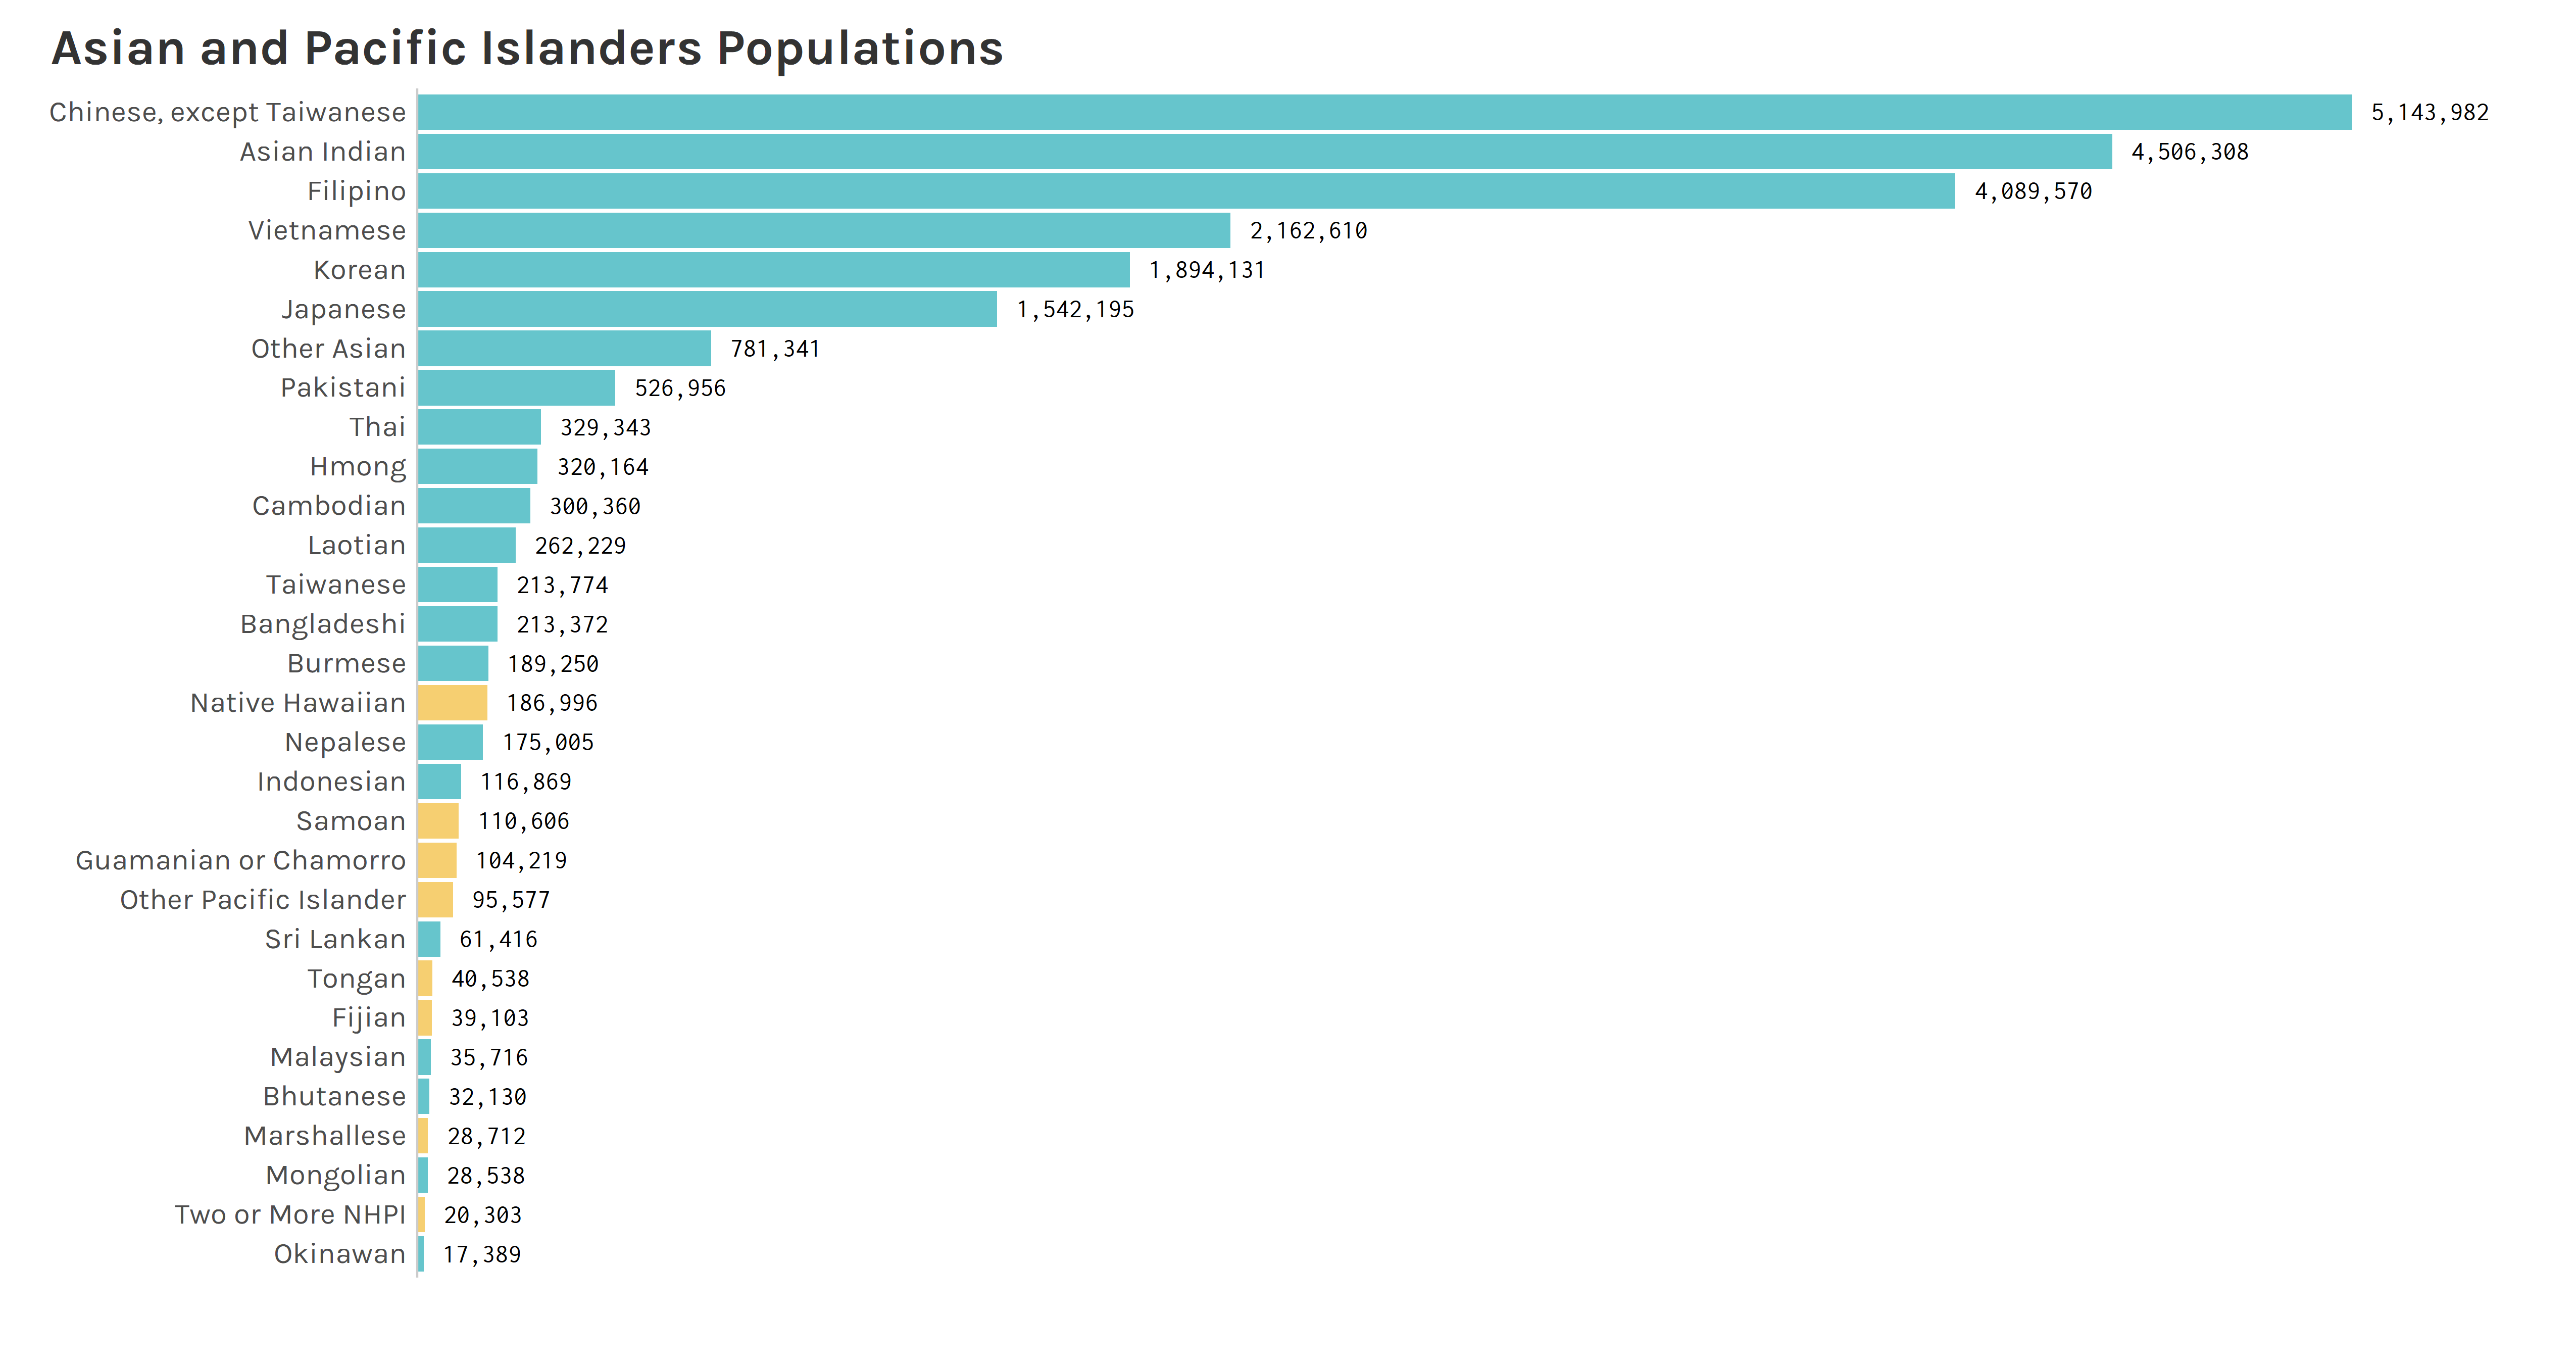 Asian and Pacific Islanders Populations
Chinese, except Taiwanese 5,143,982
Asian Indian 4,506,308
Filipino 4,089,570
Vietnamese 2,162,610
Korean 1,894,131
Japanese 1,542,195
Other Asian 781,341
Pakistani 526,956
Thai 329,343
Hmong 320,164
Cambodian 300,360
Laotian 262,229
Taiwanese 213,774
Bangladeshi 213,372
Burmese 189,250
Native Hawaiian 186,996
Nepalese 175,005
Indonesian 116,869
Samoan 110,606
Guamanian or Chamorro 104,219
Other Pacific Islander 95,577
Sri Lankan 61,416
Tongan 40,538
Fijian 39,103
Malaysian 35,716
Bhutanese 32,130
Marshallese 28,712
Mongolian 28,538
Two or More NHPI 20,303
Okinawan 17,389